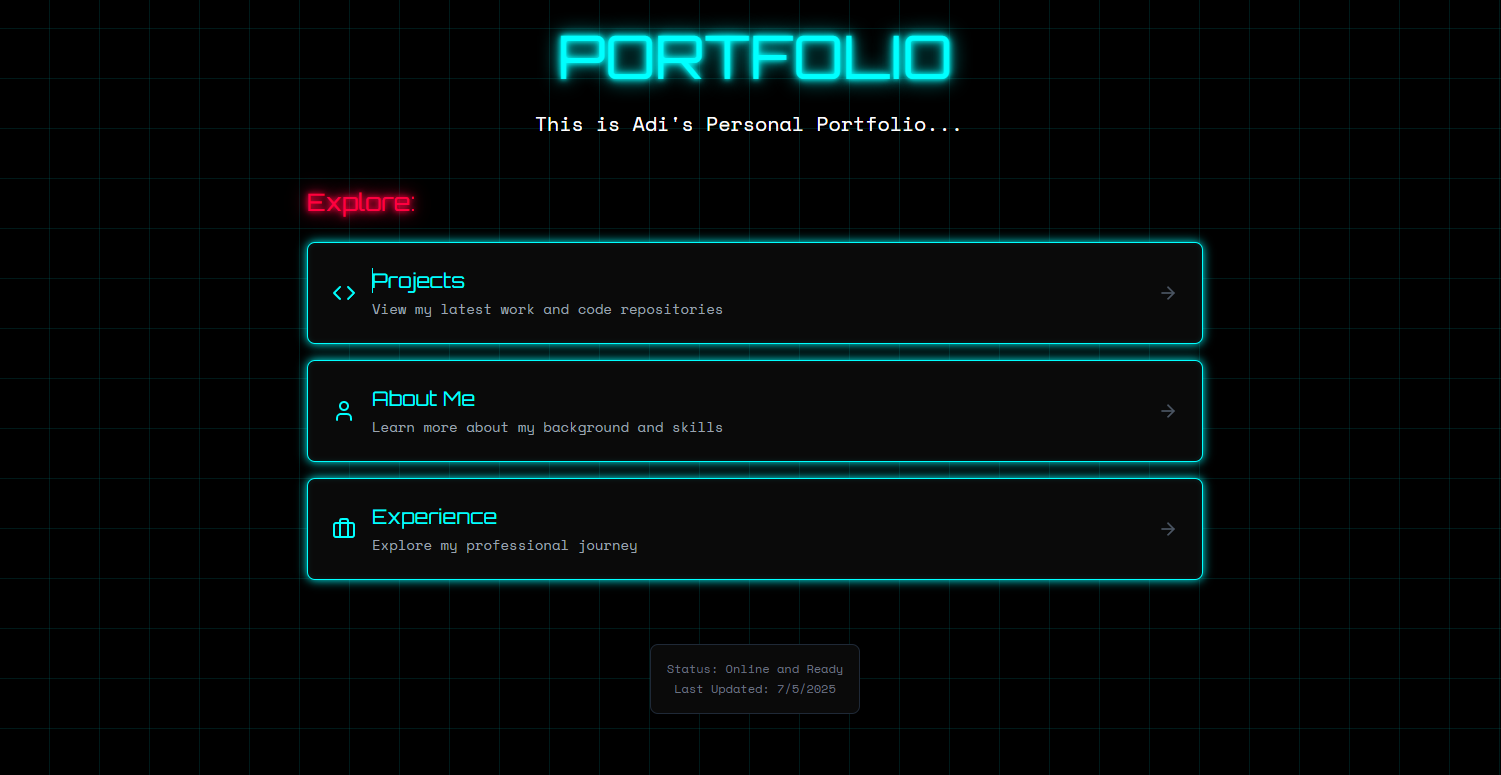 PORTFOLIO
This is Adi's Personal Portfolio...
Explore:
Projects
View my latest work and code repositories
About Me
Learn more about my background and skills
Experience
Explore my professional journey
Status: Online and Ready
Last Updated: 7/5/2025